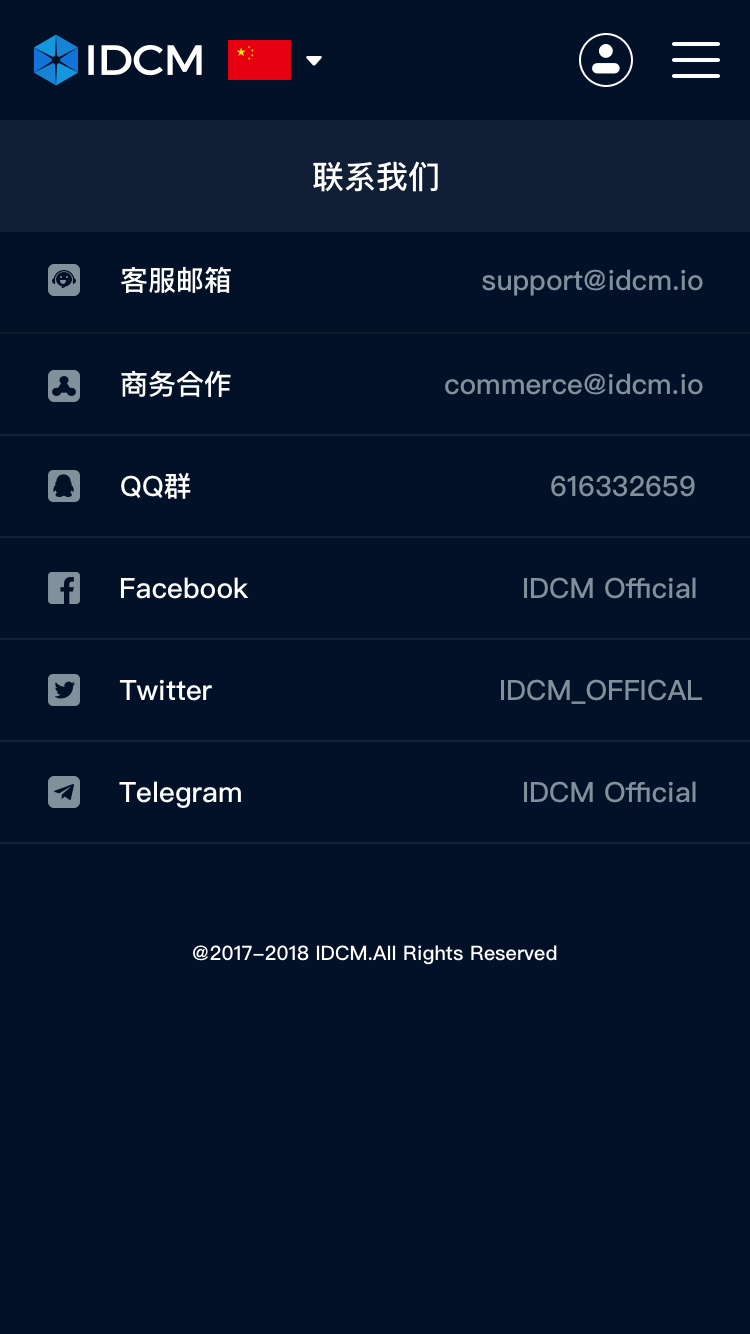 IDCM
联系我们
客服邮箱 support@idcm.io
商务合作 commerce@idcm.io
QQ群 616332659
Facebook IDCM Official
Twitter IDCM_OFFICAL
Telegram IDCM Official
@2017-2018 IDCM.All Rights Reserved